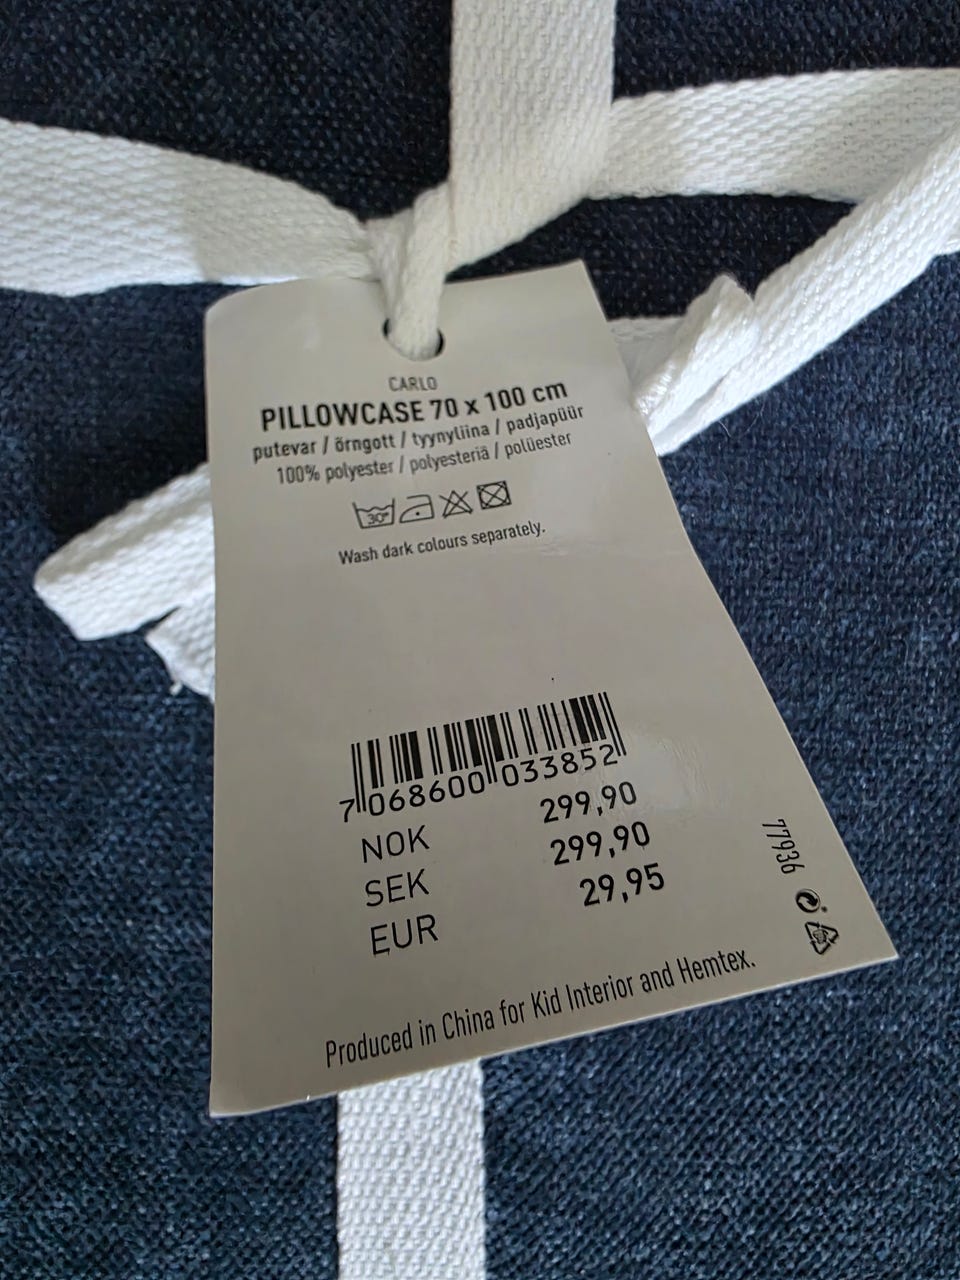 CARLO
PILLOWCASE 70 x 100 cm
putevar / örngott / tyynyliina / padjapüür
100% polyester / polyesteriä / polüester
30°
Wash dark colours separately.
7 068600 033852
NOK 299,90
SEK 299,90
EUR 29,95
77936
Produced in China for Kid Interior and Hemtex.